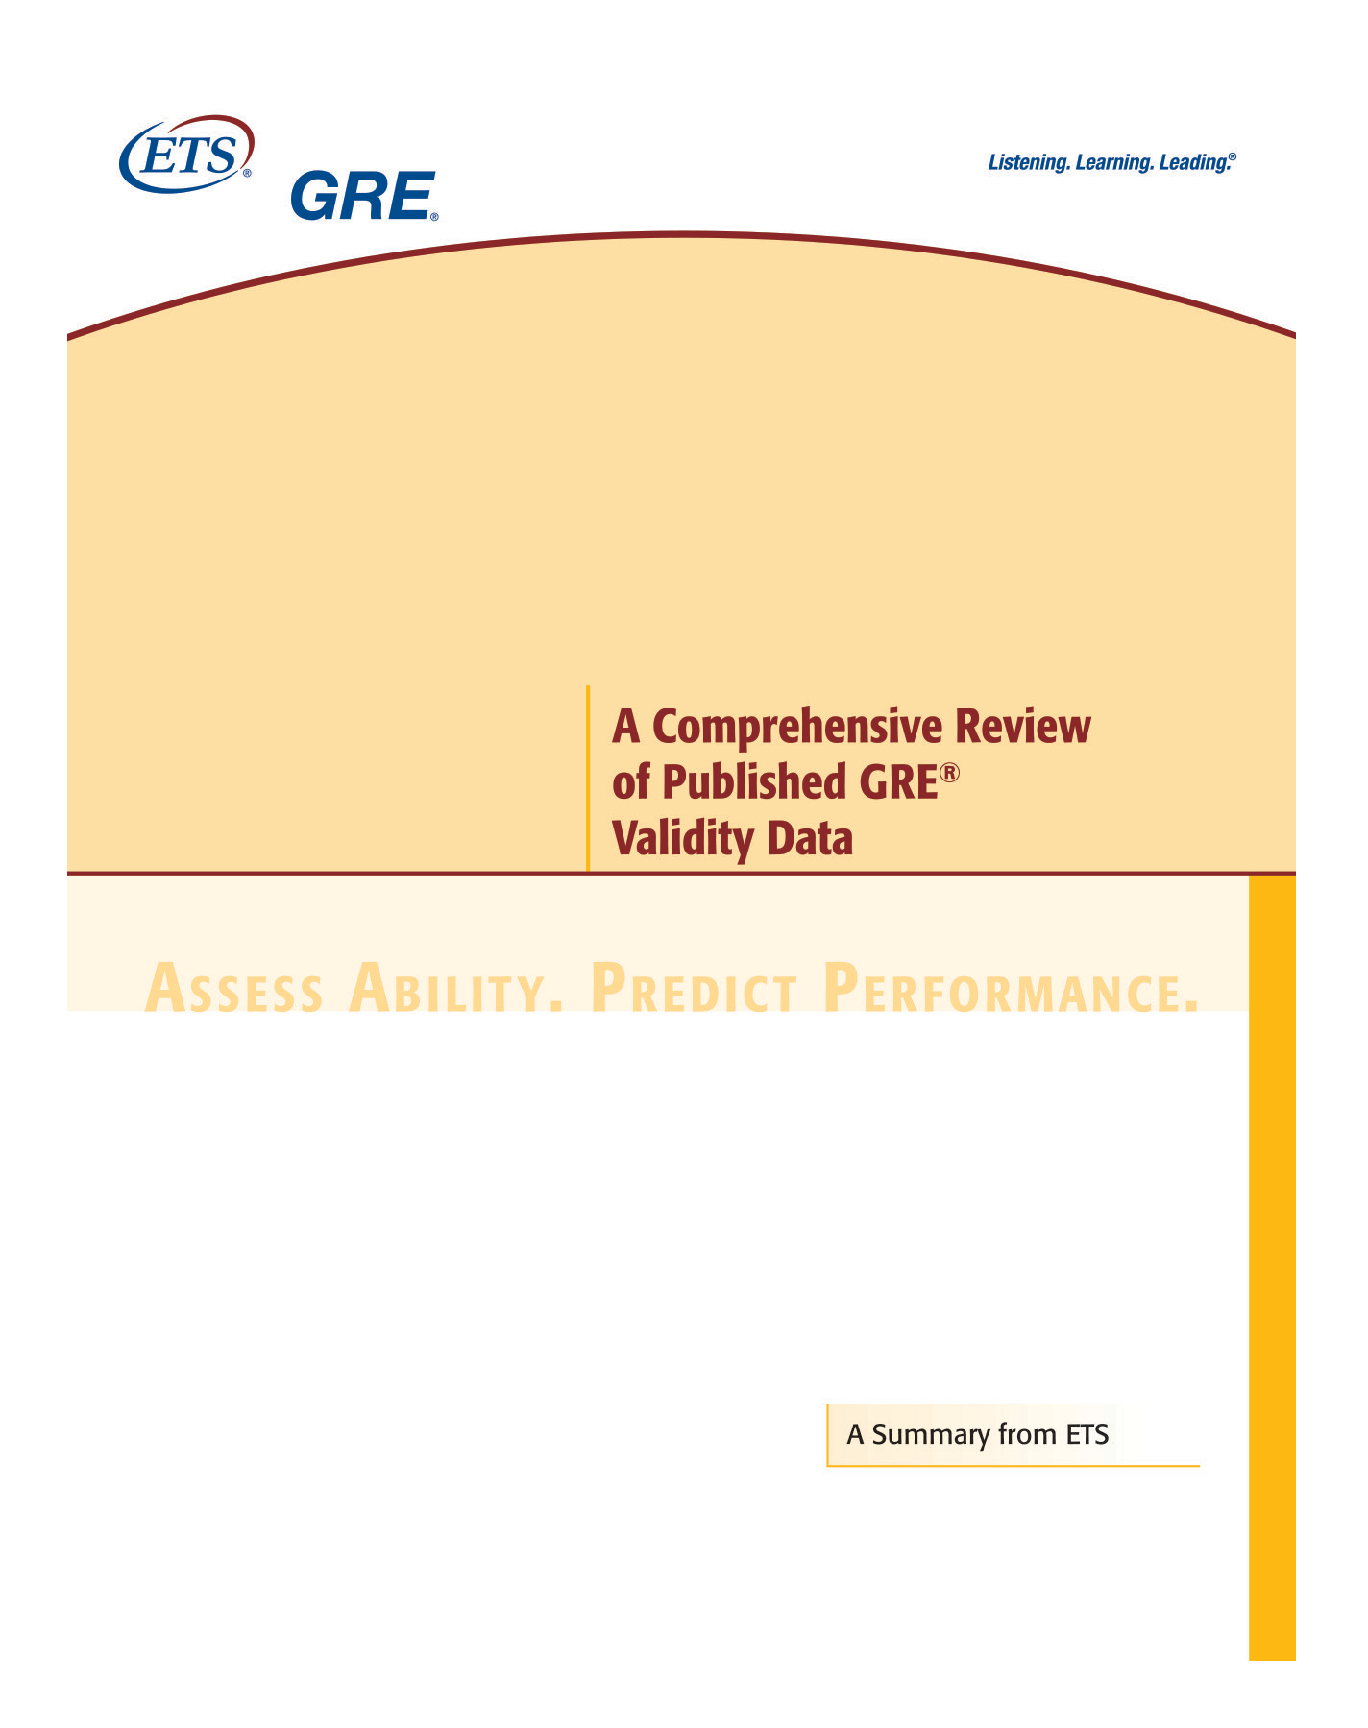 ETS®
GRE®
Listening. Learning. Leading.®
A Comprehensive Review
of Published GRE®
Validity Data
ASSESS ABILITY. PREDICT PERFORMANCE.
A Summary from ETS